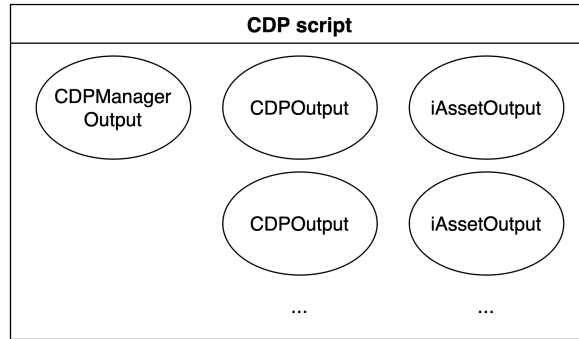 CDP script
CDPManager
Output
CDPOutput
iAssetOutput
CDPOutput
iAssetOutput
...
...